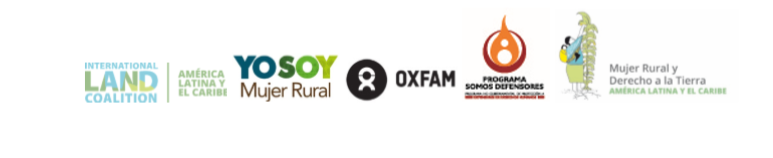 INTERNATIONAL
LAND
COALITION
AMÉRICA
LATINA Y
EL CARIBE
YO SOY
Mujer Rural
OXFAM
PROGRAMA
SOMOS DEFENSORES
Mujer Rural y
Derecho a la Tierra
AMÉRICA LATINA Y EL CARIBE